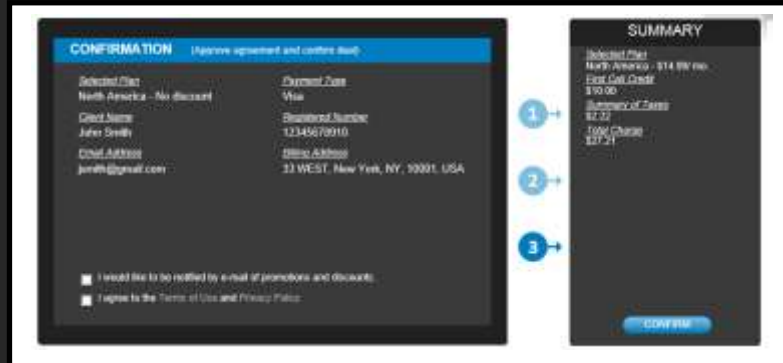 CONFIRMATION (Approve agreement and confirm deal)
Selected Plan
North America - No discount
Payment Type
Visa
Client Name
John Smith
Registered Number
12345678910
Email Address
jsmith@gmail.com
Billing Address
33 WEST, New York, NY, 10001, USA
I would like to be notified by e-mail of promotions and discounts.
I agree to the Terms of Use and Privacy Policy
1
2
3
SUMMARY
Selected Plan
North America - $14.99/ mo.
First Call Credit
$10.00
Summary of Taxes
$2.22
Total Charge
$27.21
CONFIRM